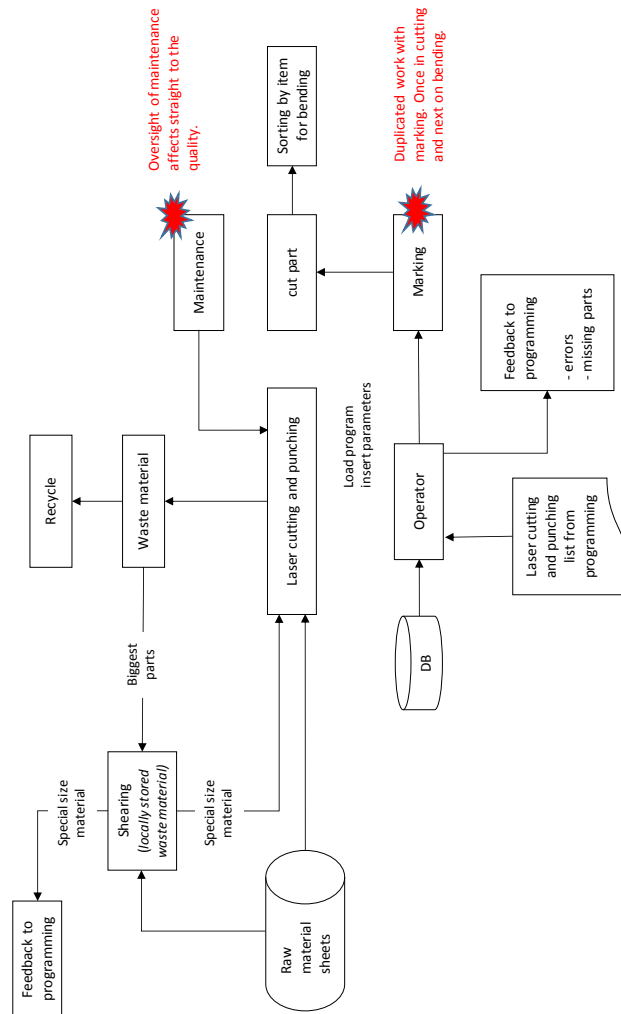 Feedback to
programming
Special size
material
Shearing
(locally stored
waste material)
Special size
material
Raw
material
sheets
Biggest
parts
Recycle
Waste material
Laser cutting and punching
Maintenance
Oversight of maintenance
affects straight to the
quality.
DB
Laser cutting
and punching
list from
programming
Operator
Load program
insert parameters
Feedback to
programming
- errors
- missing parts
Marking
Duplicated work with
marking. Once in cutting
and next on bending.
cut part
Sorting by item
for bending